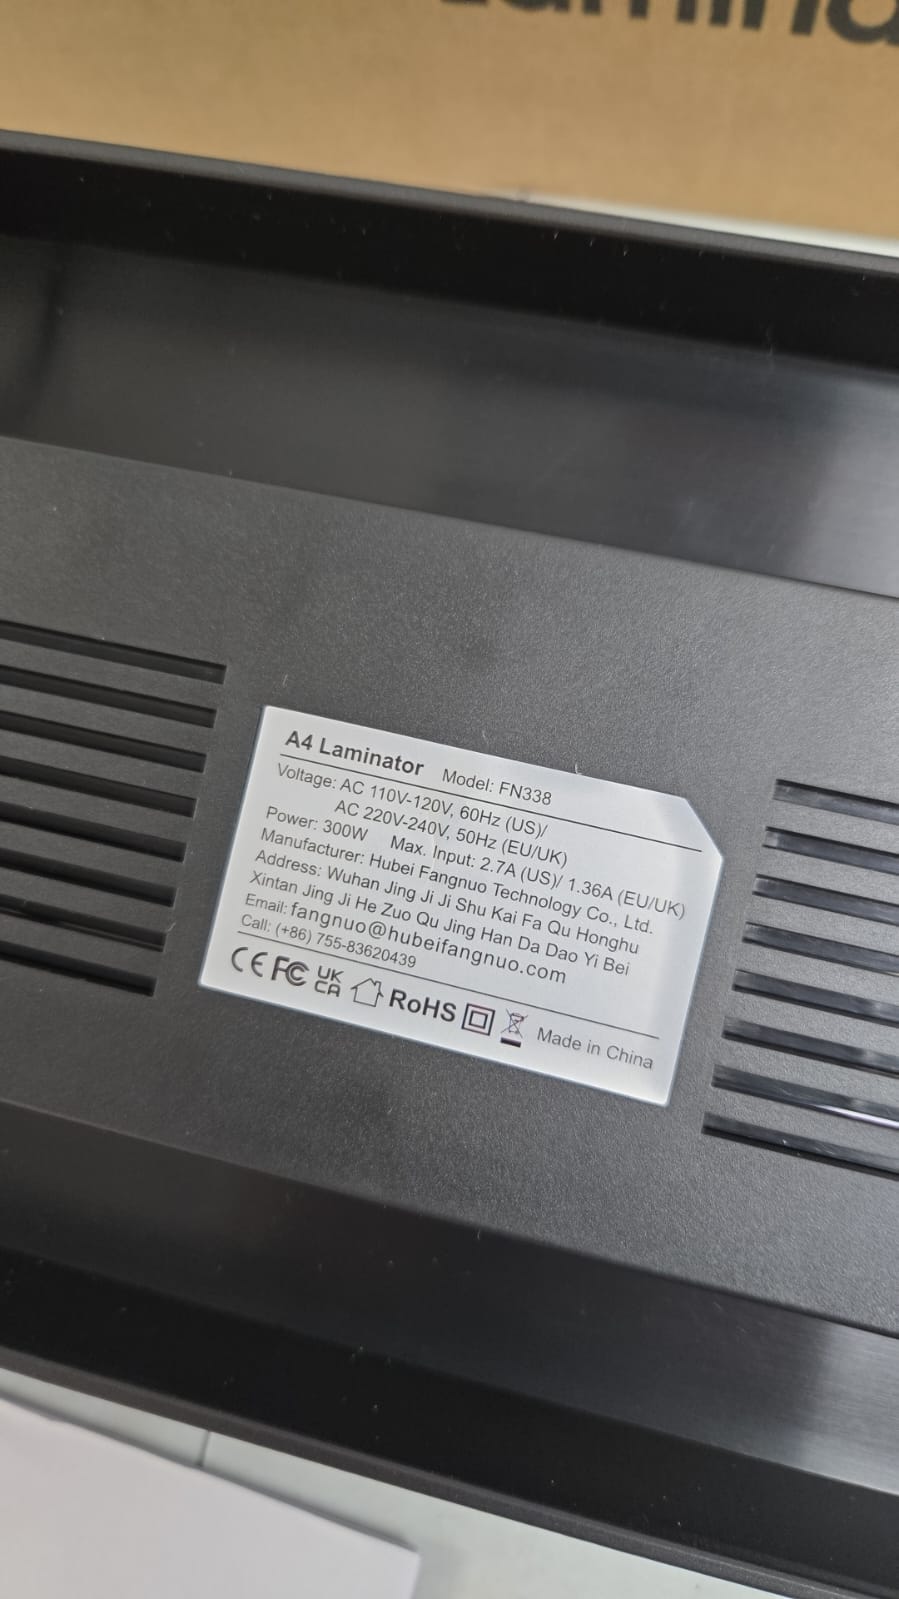 A4 Laminator Model: FN338
Voltage: AC 110V-120V, 60Hz (US)/
AC 220V-240V, 50Hz (EU/UK)
Power: 300W Max. Input: 2.7A (US)/ 1.36A (EU/UK)
Manufacturer: Hubei Fangnuo Technology Co., Ltd.
Address: Wuhan Jing Ji Ji Shu Kai Fa Qu Honghu
Xintan Jing Ji He Zuo Qu Jing Han Da Dao Yi Bei
Email: fangnuo@hubeifangnuo.com
Call: (+86) 755-83620439
CE FC UK CA RoHS Made in China